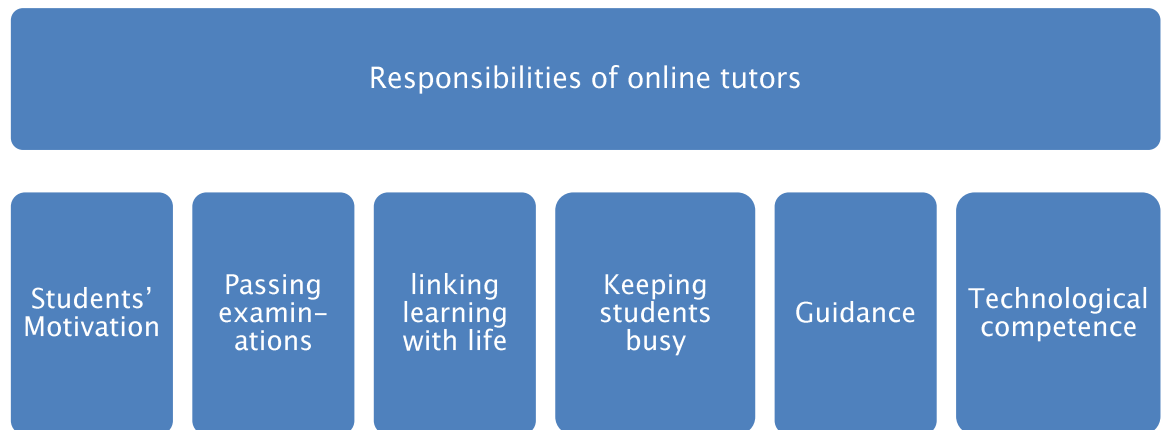 Responsibilities of online tutors
Students’
Motivation
Passing
examin-
ations
linking
learning
with life
Keeping
students
busy
Guidance
Technological
competence